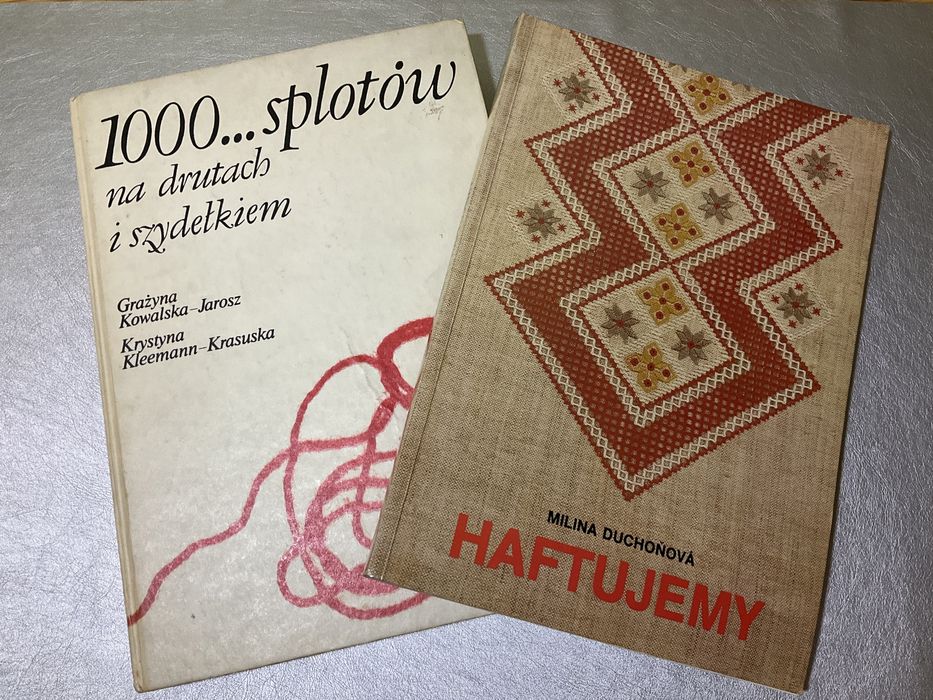 1000... splotów
na drutach
i szydełkiem
Grażyna
Kowalska-Jarosz
Krystyna
Kleemann-Krasuska
MILINA DUCHOŇOVÁ
HAFTUJEMY